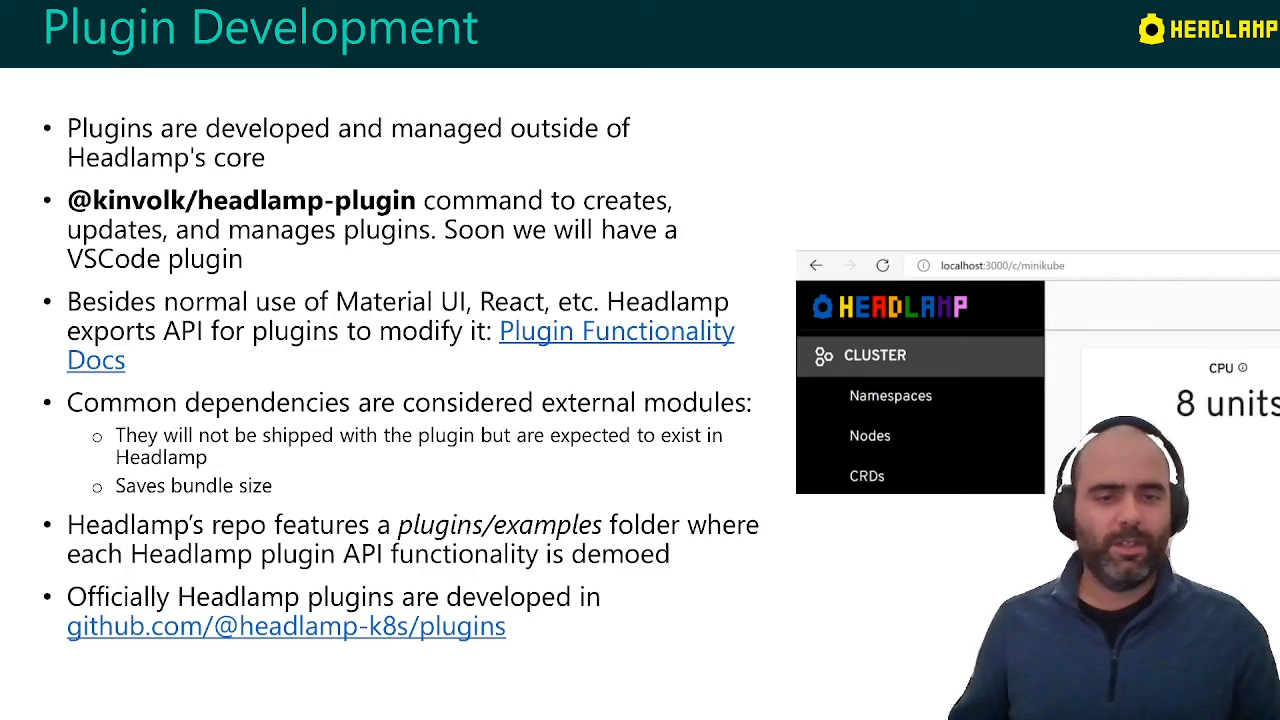 Plugin Development
HEADLAMP
• Plugins are developed and managed outside of
Headlamp's core
• @kinvolk/headlamp-plugin command to creates,
updates, and manages plugins. Soon we will have a
VSCode plugin
• Besides normal use of Material UI, React, etc. Headlamp
exports API for plugins to modify it: Plugin Functionality
Docs
• Common dependencies are considered external modules:
o They will not be shipped with the plugin but are expected to exist in
Headlamp
o Saves bundle size
• Headlamp’s repo features a plugins/examples folder where
each Headlamp plugin API functionality is demoed
• Officially Headlamp plugins are developed in
github.com/@headlamp-k8s/plugins
localhost:3000/c/minikube
HEADLAMP
CLUSTER
Namespaces
Nodes
CRDs
CPU
8 units